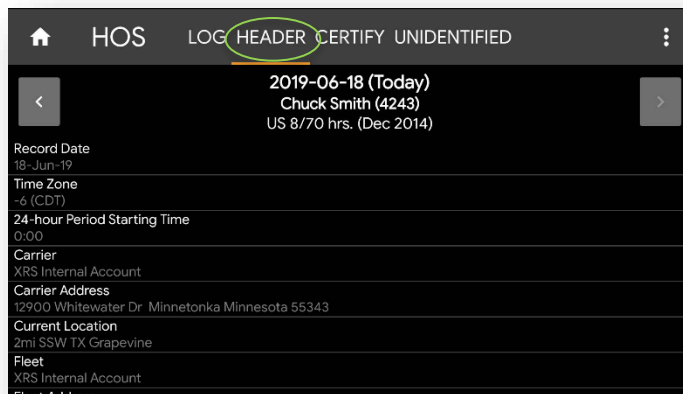 HOS LOG HEADER CERTIFY UNIDENTIFIED
2019-06-18 (Today)
Chuck Smith (4243)
US 8/70 hrs. (Dec 2014)
Record Date
18-Jun-19
Time Zone
-6 (CDT)
24-hour Period Starting Time
0:00
Carrier
XRS Internal Account
Carrier Address
12900 Whitewater Dr Minnetonka Minnesota 55343
Current Location
2mi SSW TX Grapevine
Fleet
XRS Internal Account